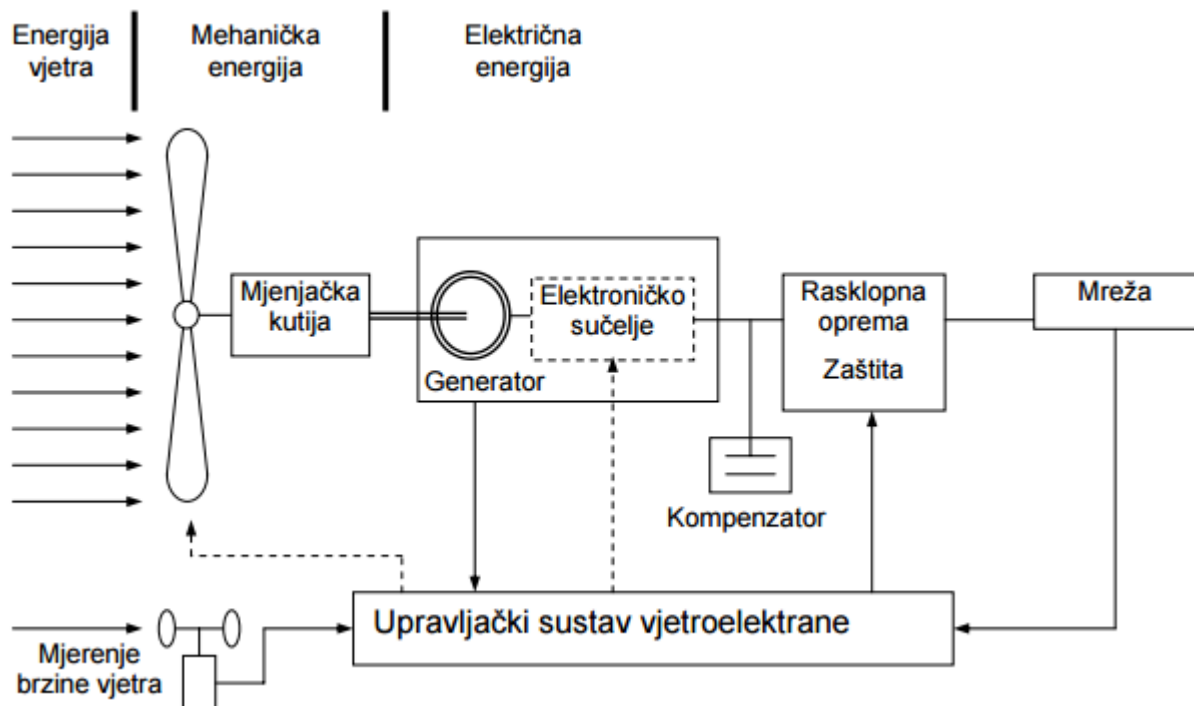 Energija
vjetra
Mehanička
energija
Električna
energija
Mjenjačka
kutija
Generator
Elektroničko
sučelje
Rasklopna
oprema
Zaštita
Mreža
Kompenzator
Upravljački sustav vjetroelektrane
Mjerenje
brzine vjetra